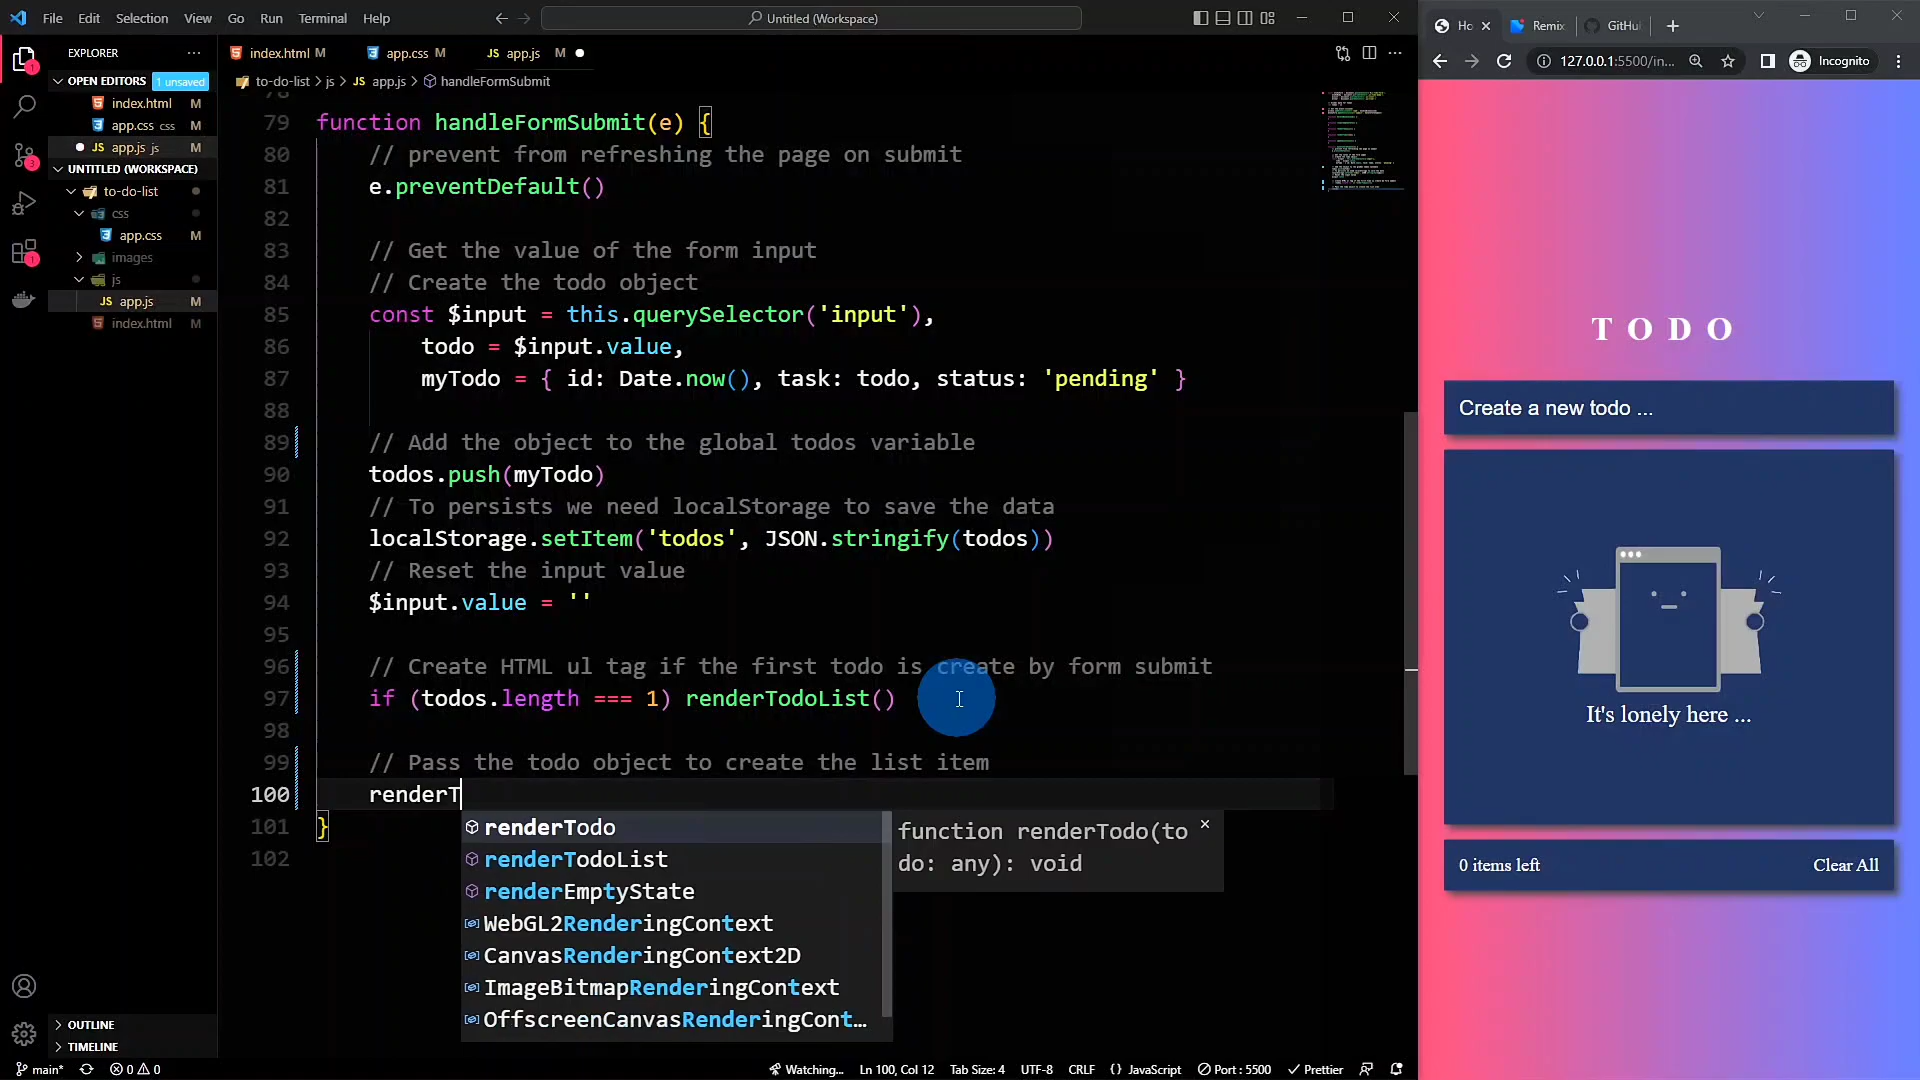 File Edit Selection View Go Run Terminal Help
Untitled (Workspace)
EXPLORER
OPEN EDITORS 1 unsaved
index.html M
app.css css M
app.js js M
UNTITLED (WORKSPACE)
to-do-list
css
app.css M
images
js
JS app.js M
index.html M
OUTLINE
TIMELINE
index.html M
app.css M
JS app.js M
to-do-list > js > JS app.js > handleFormSubmit
79 function handleFormSubmit(e) {
80 // prevent from refreshing the page on submit
81 e.preventDefault()
82
83 // Get the value of the form input
84 // Create the todo object
85 const $input = this.querySelector('input'),
86 todo = $input.value,
87 myTodo = { id: Date.now(), task: todo, status: 'pending' }
88
89 // Add the object to the global todos variable
90 todos.push(myTodo)
91 // To persists we need localStorage to save the data
92 localStorage.setItem('todos', JSON.stringify(todos))
93 // Reset the input value
94 $input.value = ''
95
96 // Create HTML ul tag if the first todo is create by form submit
97 if (todos.length === 1) renderTodoList()
98
99 // Pass the todo object to create the list item
100 renderT
101 }
102
renderTodo
renderTodoList
renderEmptyState
WebGL2RenderingContext
CanvasRenderingContext2D
ImageBitmapRenderingContext
OffscreenCanvasRenderingCont…
function renderTodo(to
do: any): void
main* 0 0
Watching... Ln 100, Col 12 Tab Size: 4 UTF-8 CRLF {} JavaScript Port : 5500 Prettier
Ho Remix GitHu
127.0.0.1:5500/in... Incognito
TODO
Create a new todo ...
It's lonely here ...
0 items left Clear All